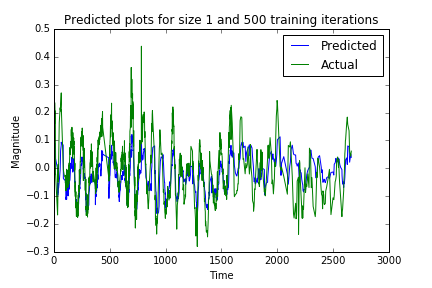 Predicted plots for size 1 and 500 training iterations
0.5
0.4
0.3
0.2
0.1
0.0
−0.1
−0.2
−0.3
Magnitude
Predicted
Actual
0 500 1000 1500 2000 2500 3000
Time